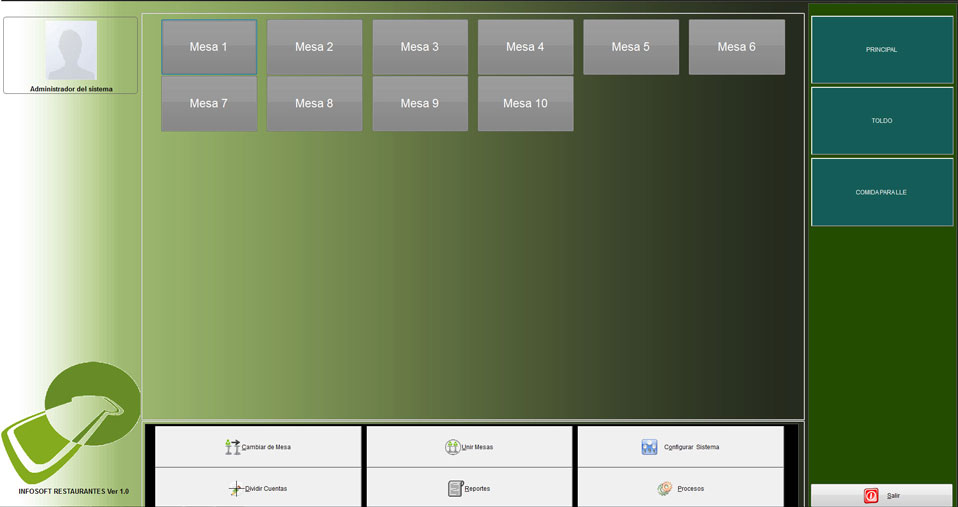 Administrador del sistema
Mesa 1
Mesa 2
Mesa 3
Mesa 4
Mesa 5
Mesa 6
Mesa 7
Mesa 8
Mesa 9
Mesa 10
PRINCIPAL
TOLDO
COMIDA PARA LLE
Cambiar de Mesa
Unir Mesas
Configurar Sistema
Dividir Cuentas
Reportes
Procesos
INFOSOFT RESTAURANTES Ver 1.0
Salir